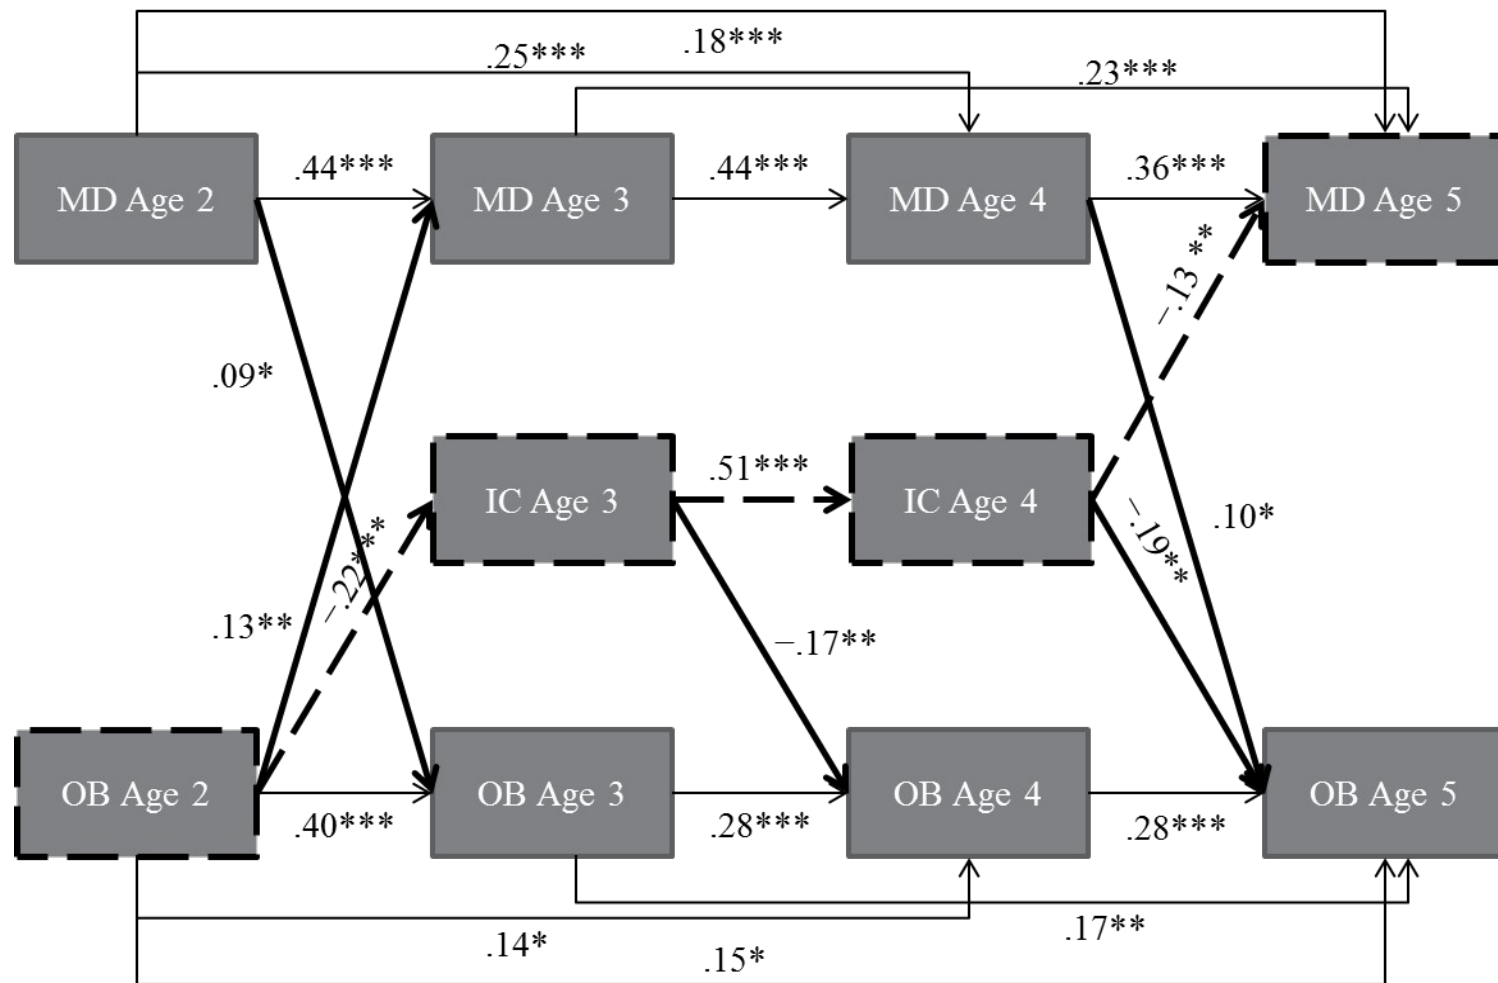 .18***
.25***
.23***
MD Age 2
.44***
MD Age 3
.44***
MD Age 4
.36***
MD Age 5
−.13 **
.09*
.51***
IC Age 3
IC Age 4
−.22***
−.19**
.10*
.13**
−.17**
OB Age 2
.40***
OB Age 3
.28***
OB Age 4
.28***
OB Age 5
.14*
.15*
.17**